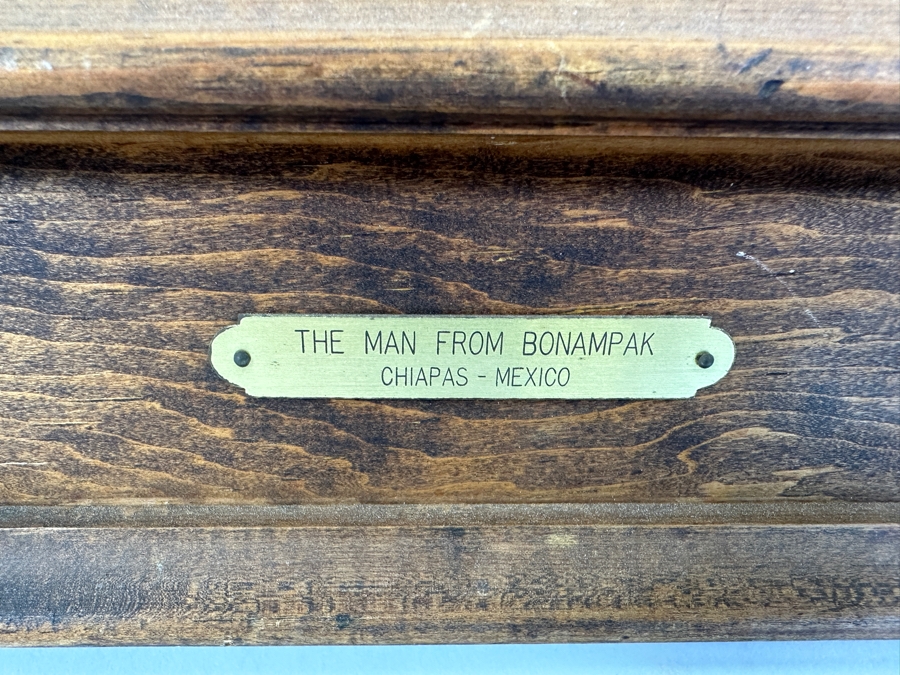 THE MAN FROM BONAMPAK
CHIAPAS - MEXICO